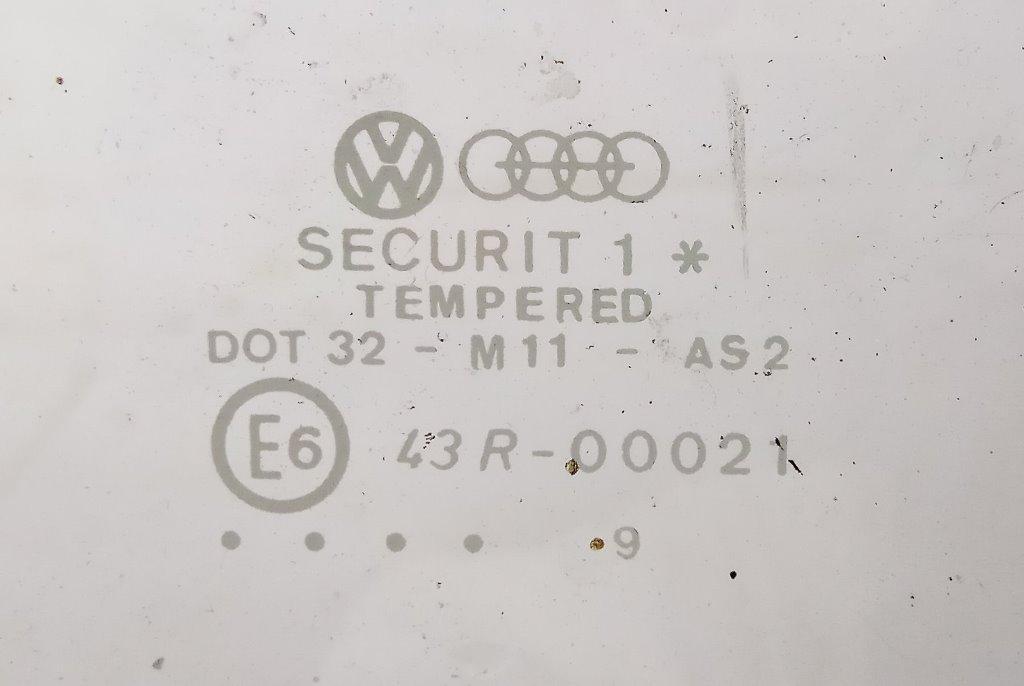 SECURIT 1 *
TEMPERED
DOT 32 - M11 - AS2
E6 43R-00021
• • • • 9